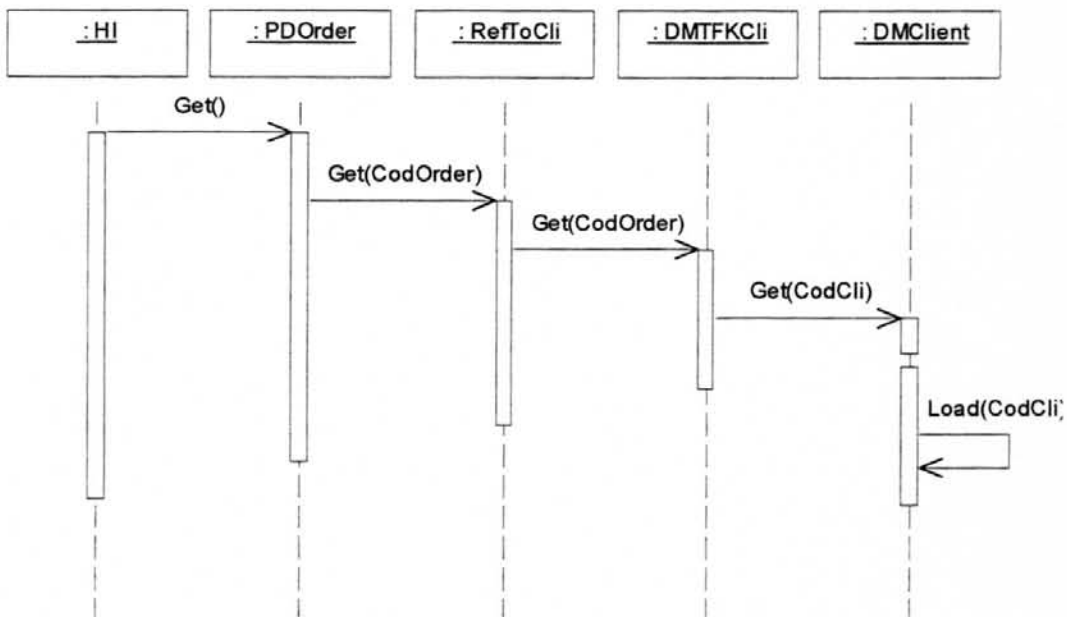 : HI
: PDOrder
: RefToCli
: DMTFKCli
: DMClient
Get()
Get(CodOrder)
Get(CodOrder)
Get(CodCli)
Load(CodCli)